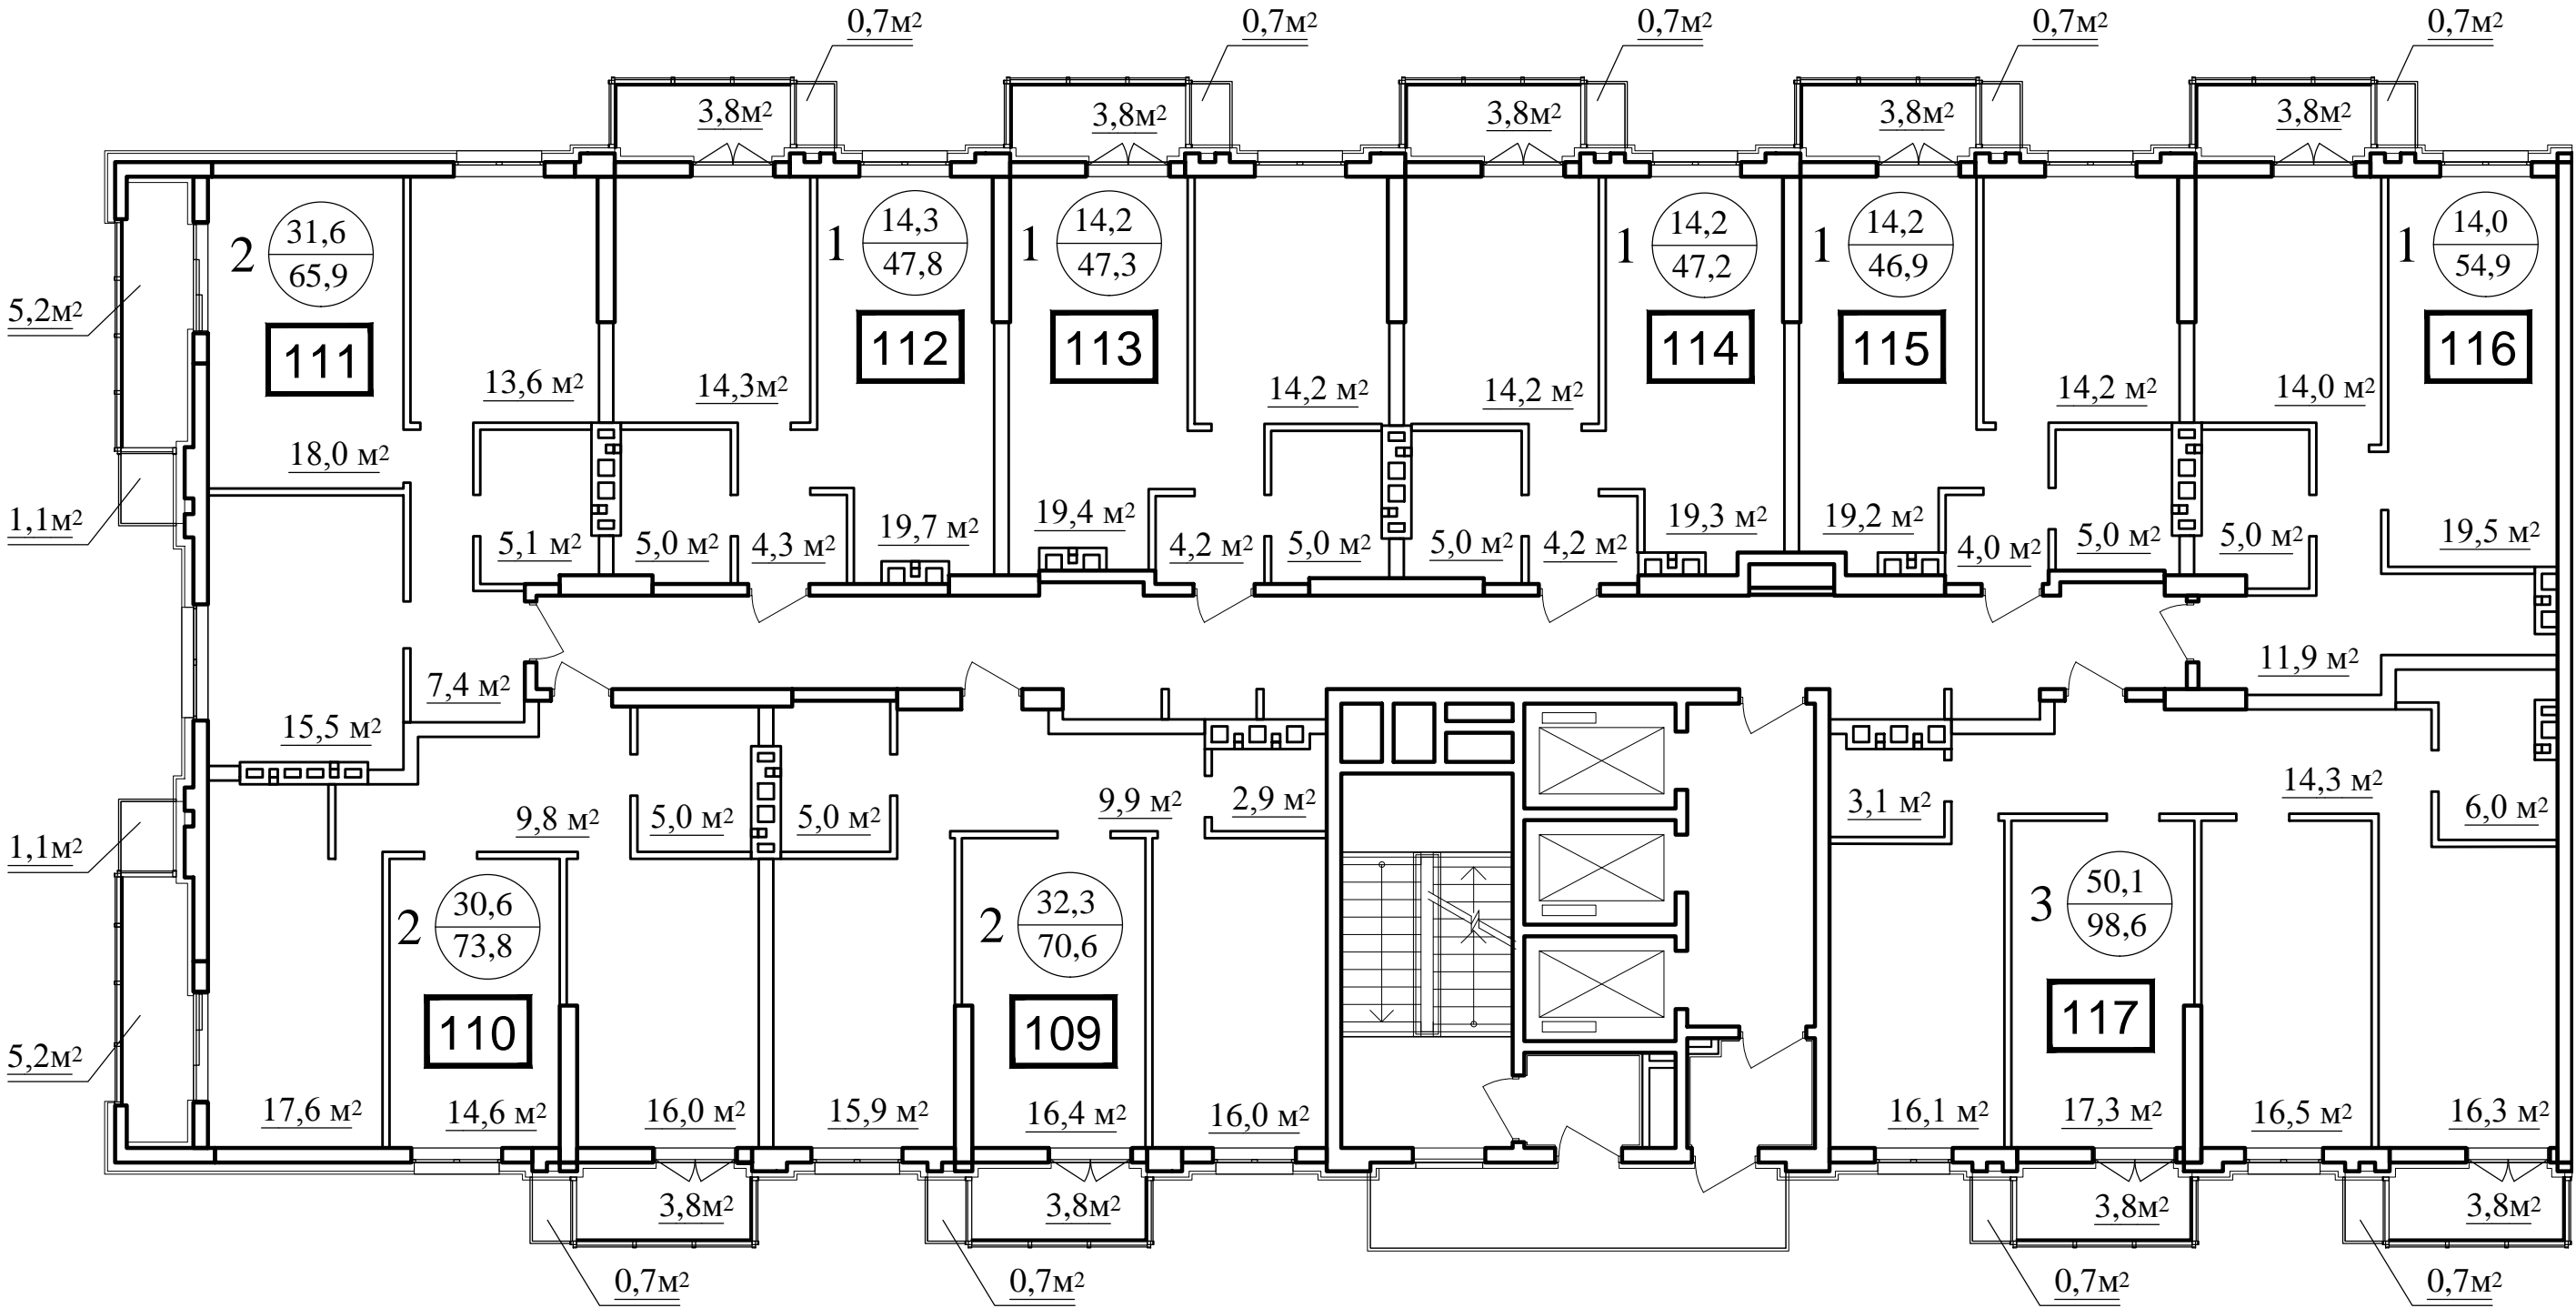 0,7м²
0,7м²
0,7м²
0,7м²
0,7м²
3,8м²
3,8м²
3,8м²
3,8м²
3,8м²
2
31,6
65,9
111
1
14,3
47,8
112
1
14,2
47,3
113
1
14,2
47,2
114
1
14,2
46,9
115
1
14,0
54,9
116
5,2м²
13,6 м²
14,3м²
14,2 м²
14,2 м²
14,2 м²
14,0 м²
18,0 м²
1,1м²
5,1 м²
5,0 м²
4,3 м²
19,7 м²
19,4 м²
4,2 м²
5,0 м²
5,0 м²
4,2 м²
19,3 м²
19,2 м²
4,0 м²
5,0 м²
5,0 м²
19,5 м²
7,4 м²
11,9 м²
15,5 м²
1,1м²
9,8 м²
5,0 м²
5,0 м²
9,9 м²
2,9 м²
3,1 м²
14,3 м²
6,0 м²
2
30,6
73,8
110
2
32,3
70,6
109
3
50,1
98,6
117
5,2м²
17,6 м²
14,6 м²
16,0 м²
15,9 м²
16,4 м²
16,0 м²
16,1 м²
17,3 м²
16,5 м²
16,3 м²
3,8м²
3,8м²
3,8м²
3,8м²
0,7м²
0,7м²
0,7м²
0,7м²